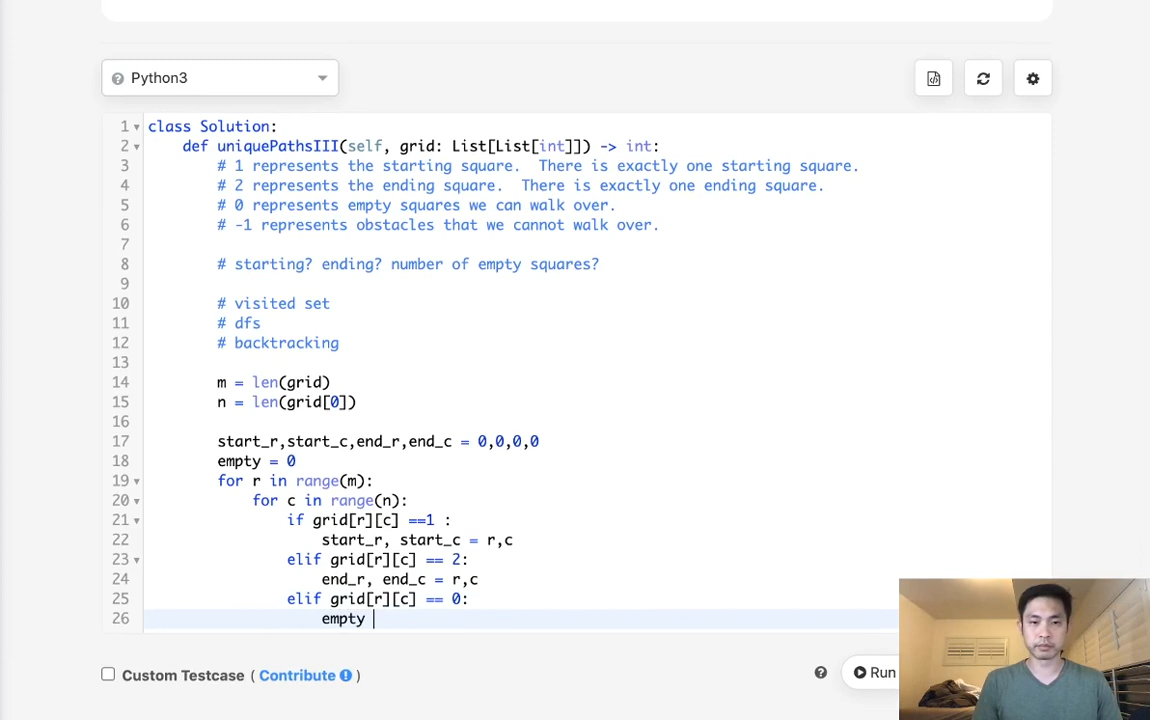 Python3
1 class Solution:
2 def uniquePathsIII(self, grid: List[List[int]]) -> int:
3 # 1 represents the starting square.  There is exactly one starting square.
4 # 2 represents the ending square.  There is exactly one ending square.
5 # 0 represents empty squares we can walk over.
6 # -1 represents obstacles that we cannot walk over.
7
8 # starting? ending? number of empty squares?
9
10 # visited set
11 # dfs
12 # backtracking
13
14 m = len(grid)
15 n = len(grid[0])
16
17 start_r,start_c,end_r,end_c = 0,0,0,0
18 empty = 0
19 for r in range(m):
20 for c in range(n):
21 if grid[r][c] ==1 :
22 start_r, start_c = r,c
23 elif grid[r][c] == 2:
24 end_r, end_c = r,c
25 elif grid[r][c] == 0:
26 empty
Custom Testcase ( Contribute )
Run